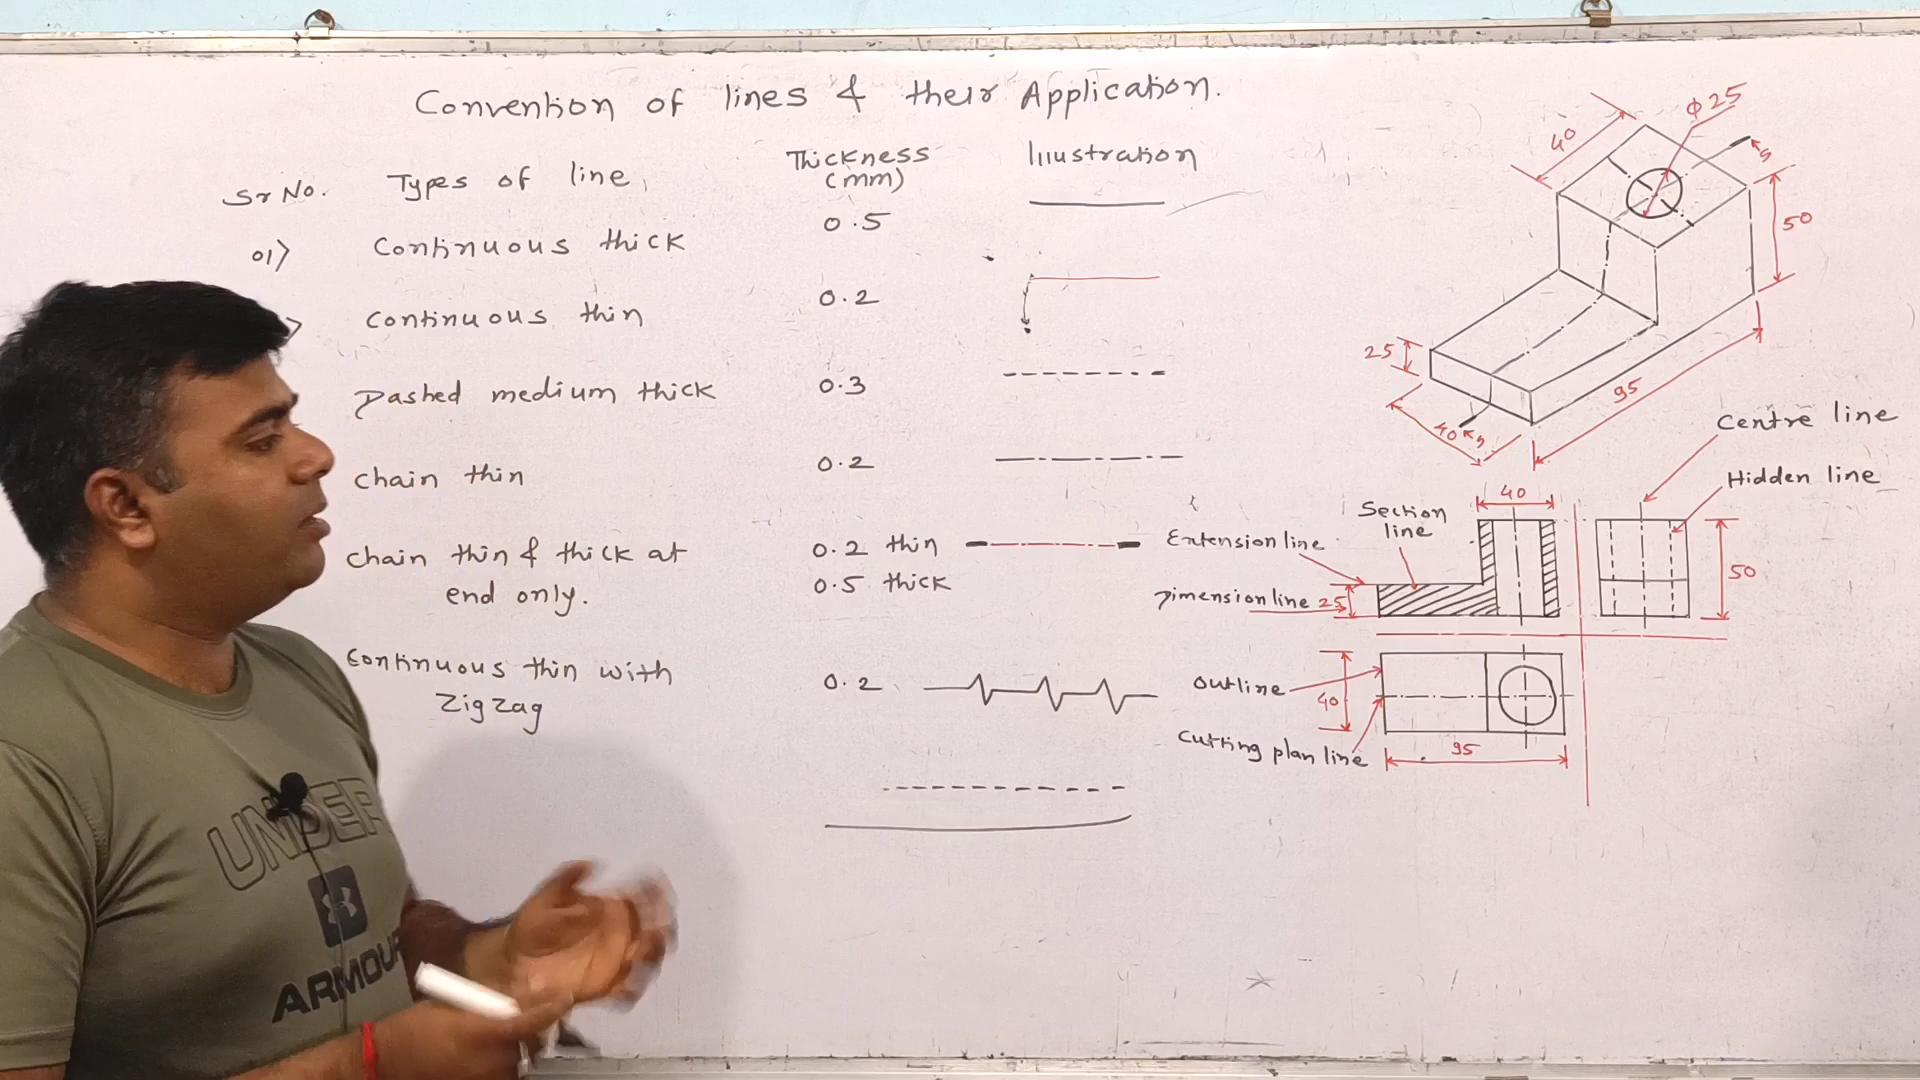 Convention of lines & their Application.
Sr No. Types of line, Thickness (mm) Illustration
01) Continuous thick 0.5
> Continuous thin 0.2
Dashed medium thick 0.3
Chain thin 0.2
Chain thin & thick at 0.2 thin
end only. 0.5 thick
Continuous thin with 0.2
Zigzag
40
ϕ25
50
25
95
40
Centre line
Hidden line
40
Section
line
Extension line
Dimension line 25
50
Outline
40
Cutting plan line
95
UNDER
ARMOUR